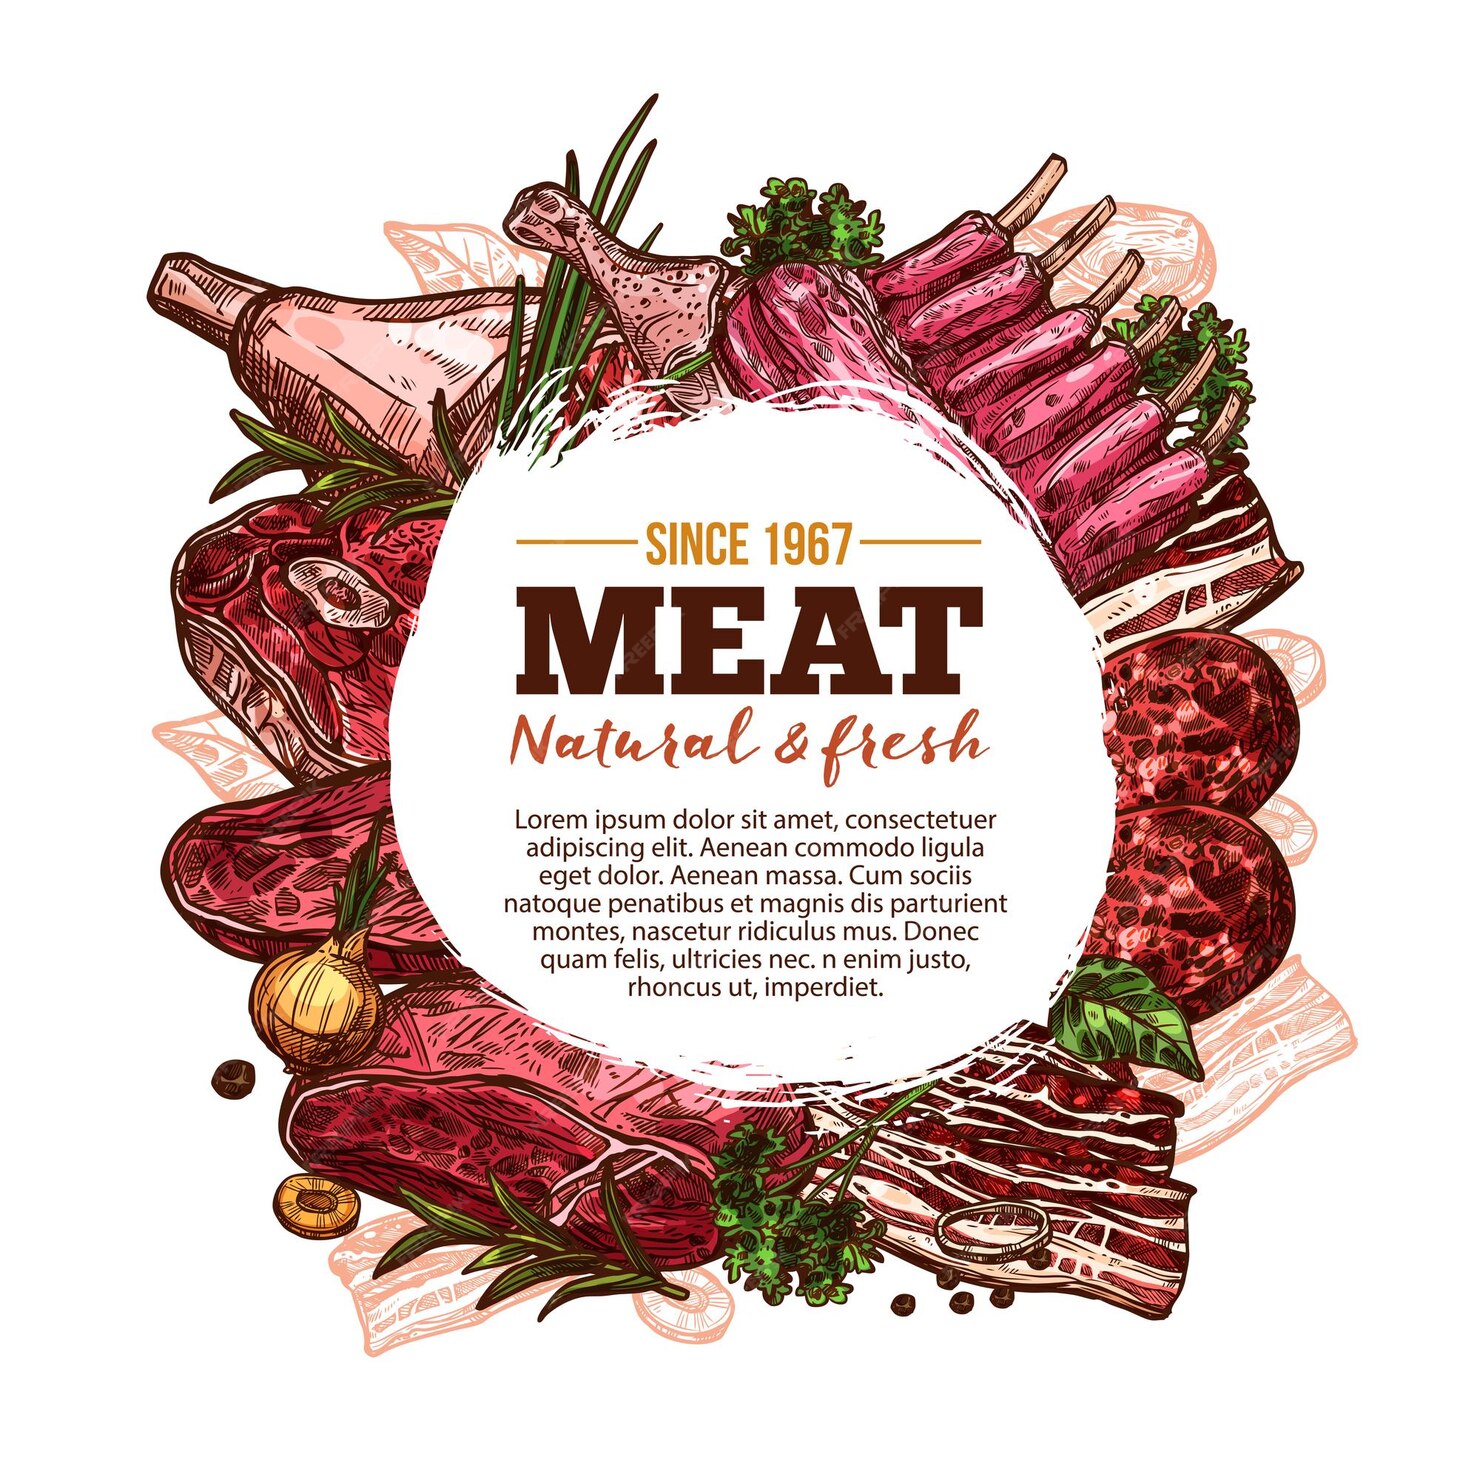 SINCE 1967
MEAT
Natural & fresh
Lorem ipsum dolor sit amet, consectetuer
adipiscing elit. Aenean commodo ligula
eget dolor. Aenean massa. Cum sociis
natoque penatibus et magnis dis parturient
montes, nascetur ridiculus mus. Donec
quam felis, ultricies nec. n enim justo,
rhoncus ut, imperdiet.